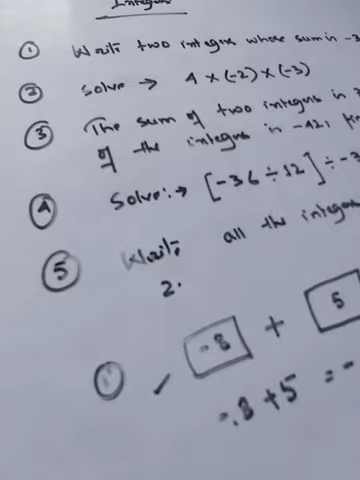 Integers
① Write two integers whose sum is -3
② Solve → 4 × (-2) × (-3)
③ The sum of two integers is
of the integers is -42,
④ Solve:→ [-36 ÷ 12] ÷ -3
⑤ Write all the integers
2.
-8 + 5
-8 + 5 = -